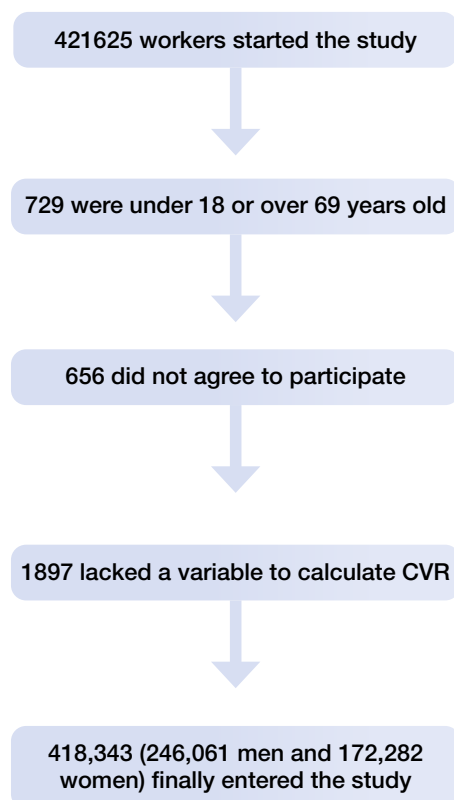 421625 workers started the study
729 were under 18 or over 69 years old
656 did not agree to participate
1897 lacked a variable to calculate CVR
418,343 (246,061 men and 172,282
women) finally entered the study